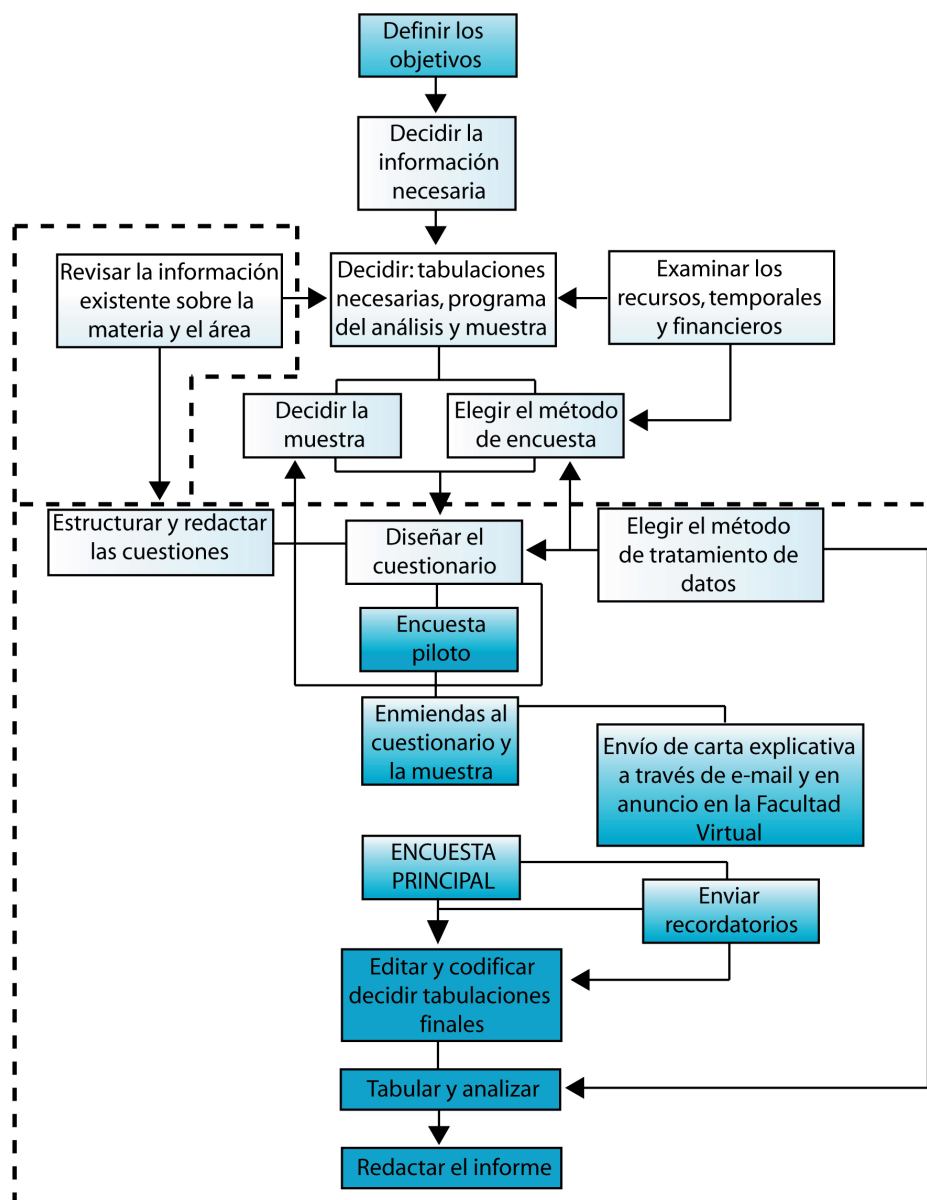 Definir los
objetivos
Decidir la
información
necesaria
Revisar la información
existente sobre la
materia y el área
Decidir: tabulaciones
necesarias, programa
del análisis y muestra
Examinar los
recursos, temporales
y financieros
Decidir la
muestra
Elegir el método
de encuesta
Estructurar y redactar
las cuestiones
Diseñar el
cuestionario
Elegir el método
de tratamiento de
datos
Encuesta
piloto
Enmiendas al
cuestionario y
la muestra
Envío de carta explicativa
a través de e-mail y en
anuncio en la Facultad
Virtual
ENCUESTA
PRINCIPAL
Enviar
recordatorios
Editar y codificar
decidir tabulaciones
finales
Tabular y analizar
Redactar el informe